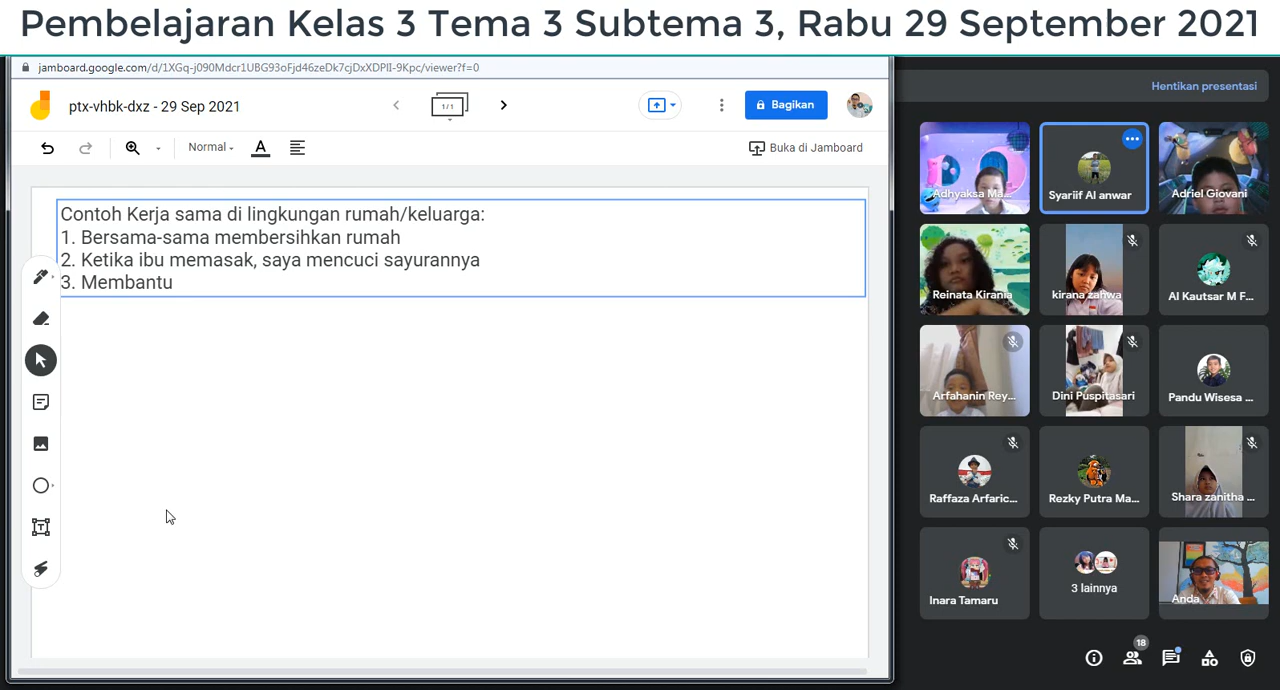 Pembelajaran Kelas 3 Tema 3 Subtema 3, Rabu 29 September 2021
jamboard.google.com/d/1XGq-j090Mdcr1UBG93oFjd46zeDk7cjDxXDPlI-9Kpc/viewer?f=0
Hentikan presentasi
ptx-vhbk-dxz - 29 Sep 2021
1/1
Bagikan
Normal
A
Buka di Jamboard
Contoh Kerja sama di lingkungan rumah/keluarga:
1. Bersama-sama membersihkan rumah
2. Ketika ibu memasak, saya mencuci sayurannya
3. Membantu
Adhyaksa Ma...
Syariif Al anwar
Adriel Giovani
Reinata Kirania
kirana zahwa
Al Kautsar M F...
Arfahanin Rey...
Dini Puspitasari
Pandu Wisesa ...
Raffaza Arfaric...
Rezky Putra Ma...
Shara zanitha ...
Inara Tamaru
3 lainnya
Anda
18